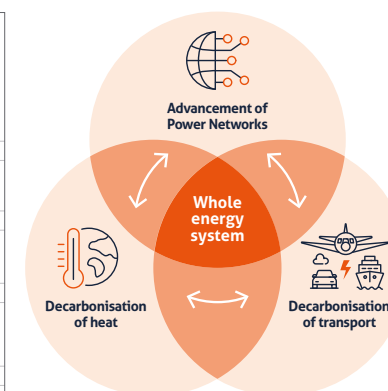 Advancement of
Power Networks
Whole
energy
system
Decarbonisation
of heat
Decarbonisation
of transport